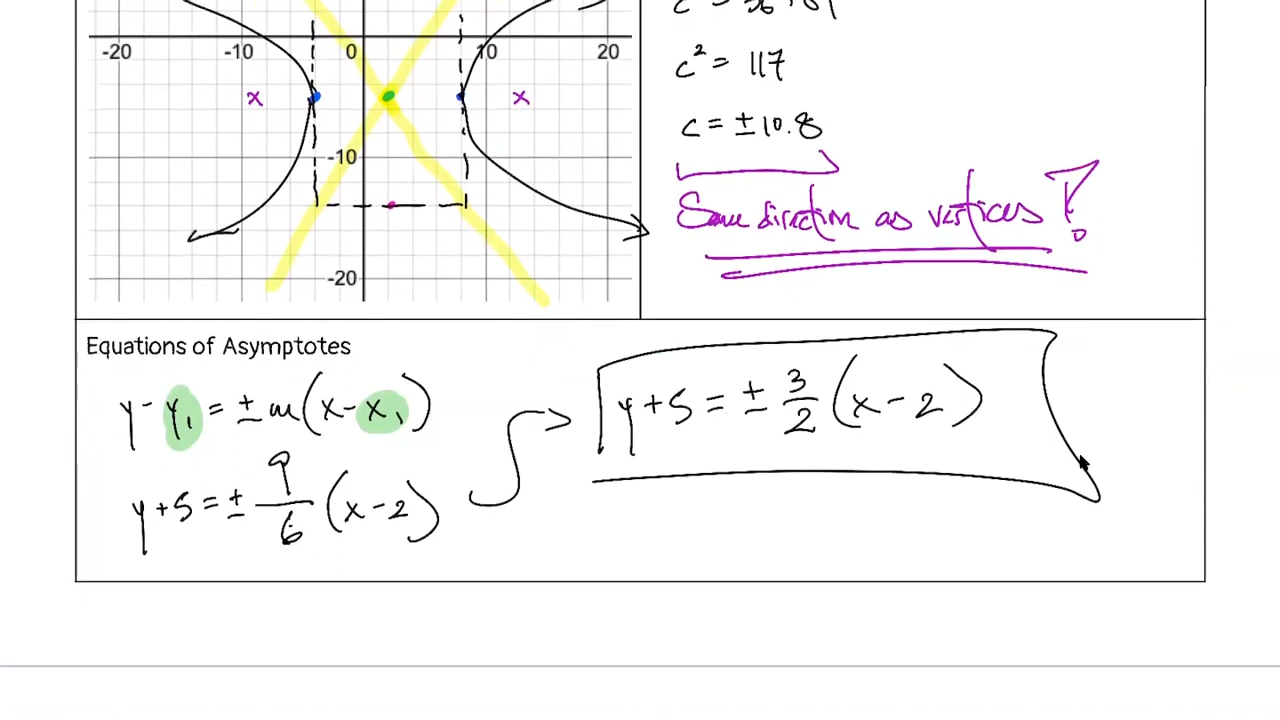 -20 -10 0 10 20
-10
-20
x x
c² = 117
c = ±10.8
Same direction as vertices!
Equations of Asymptotes
y - y₁ = ±m(x - x₁)
y + 5 = ± 9/6 (x - 2)
y + 5 = ± 3/2 (x - 2)